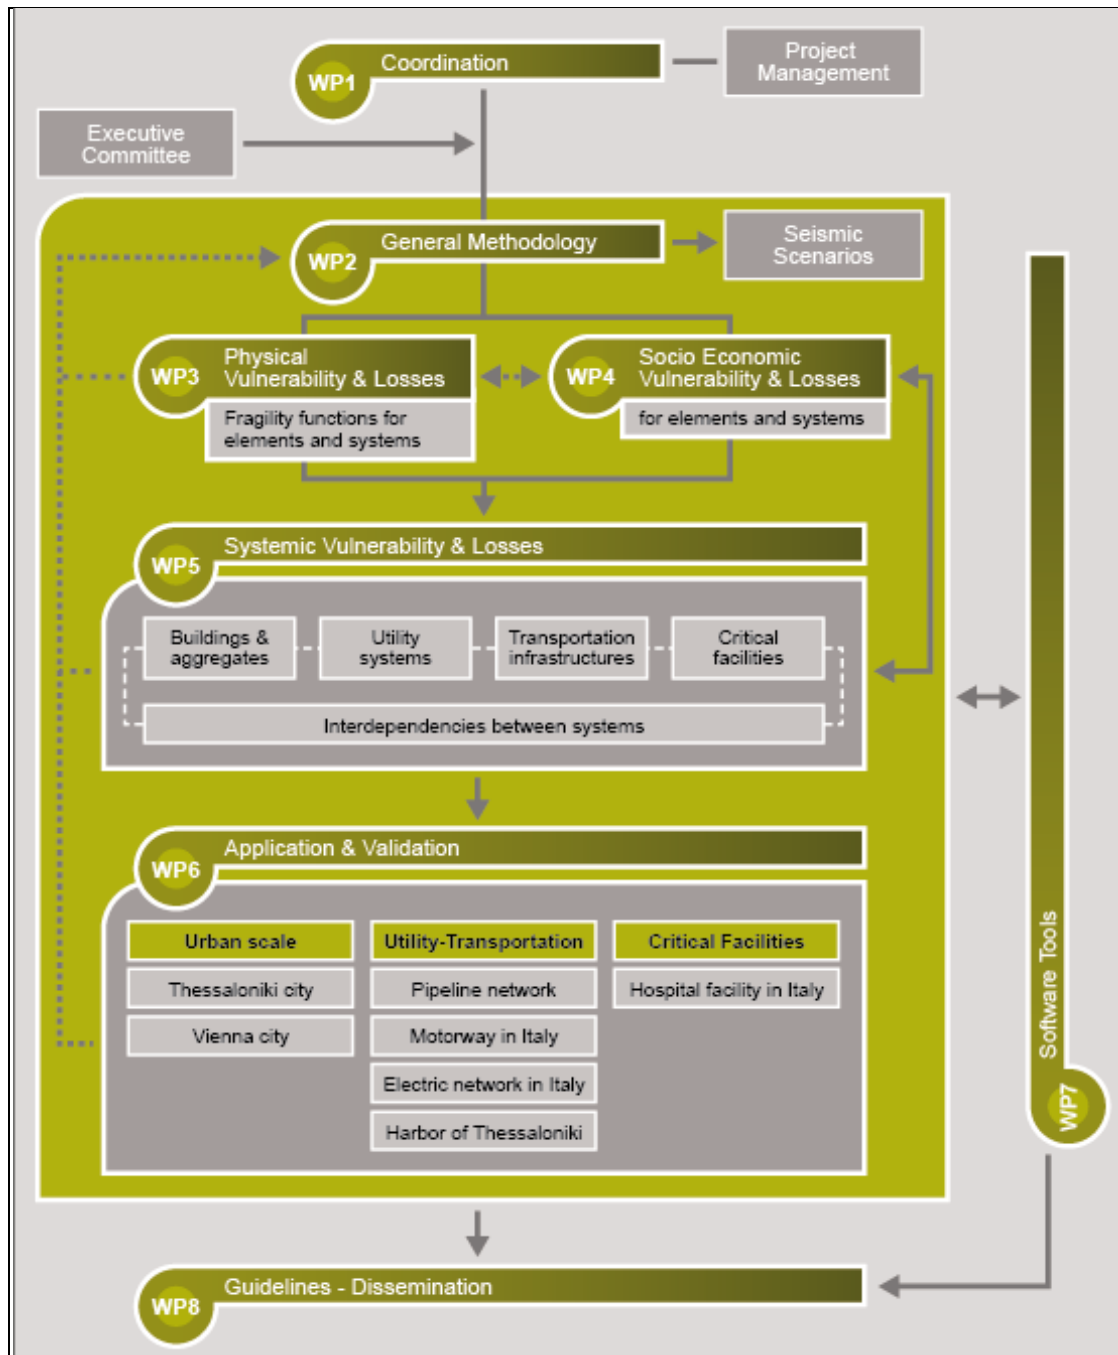 WP1
Coordination
Project
Management
Executive
Committee
WP2
General Methodology
Seismic
Scenarios
WP3
Physical
Vulnerability & Losses
Fragility functions for
elements and systems
WP4
Socio Economic
Vulnerability & Losses
for elements and systems
WP5
Systemic Vulnerability & Losses
Buildings &
aggregates
Utility
systems
Transportation
infrastructures
Critical
facilities
Interdependencies between systems
WP6
Application & Validation
Urban scale
Thessaloniki city
Vienna city
Utility-Transportation
Pipeline network
Motorway in Italy
Electric network in Italy
Harbor of Thessaloniki
Critical Facilities
Hospital facility in Italy
Software Tools
WP7
WP8
Guidelines - Dissemination